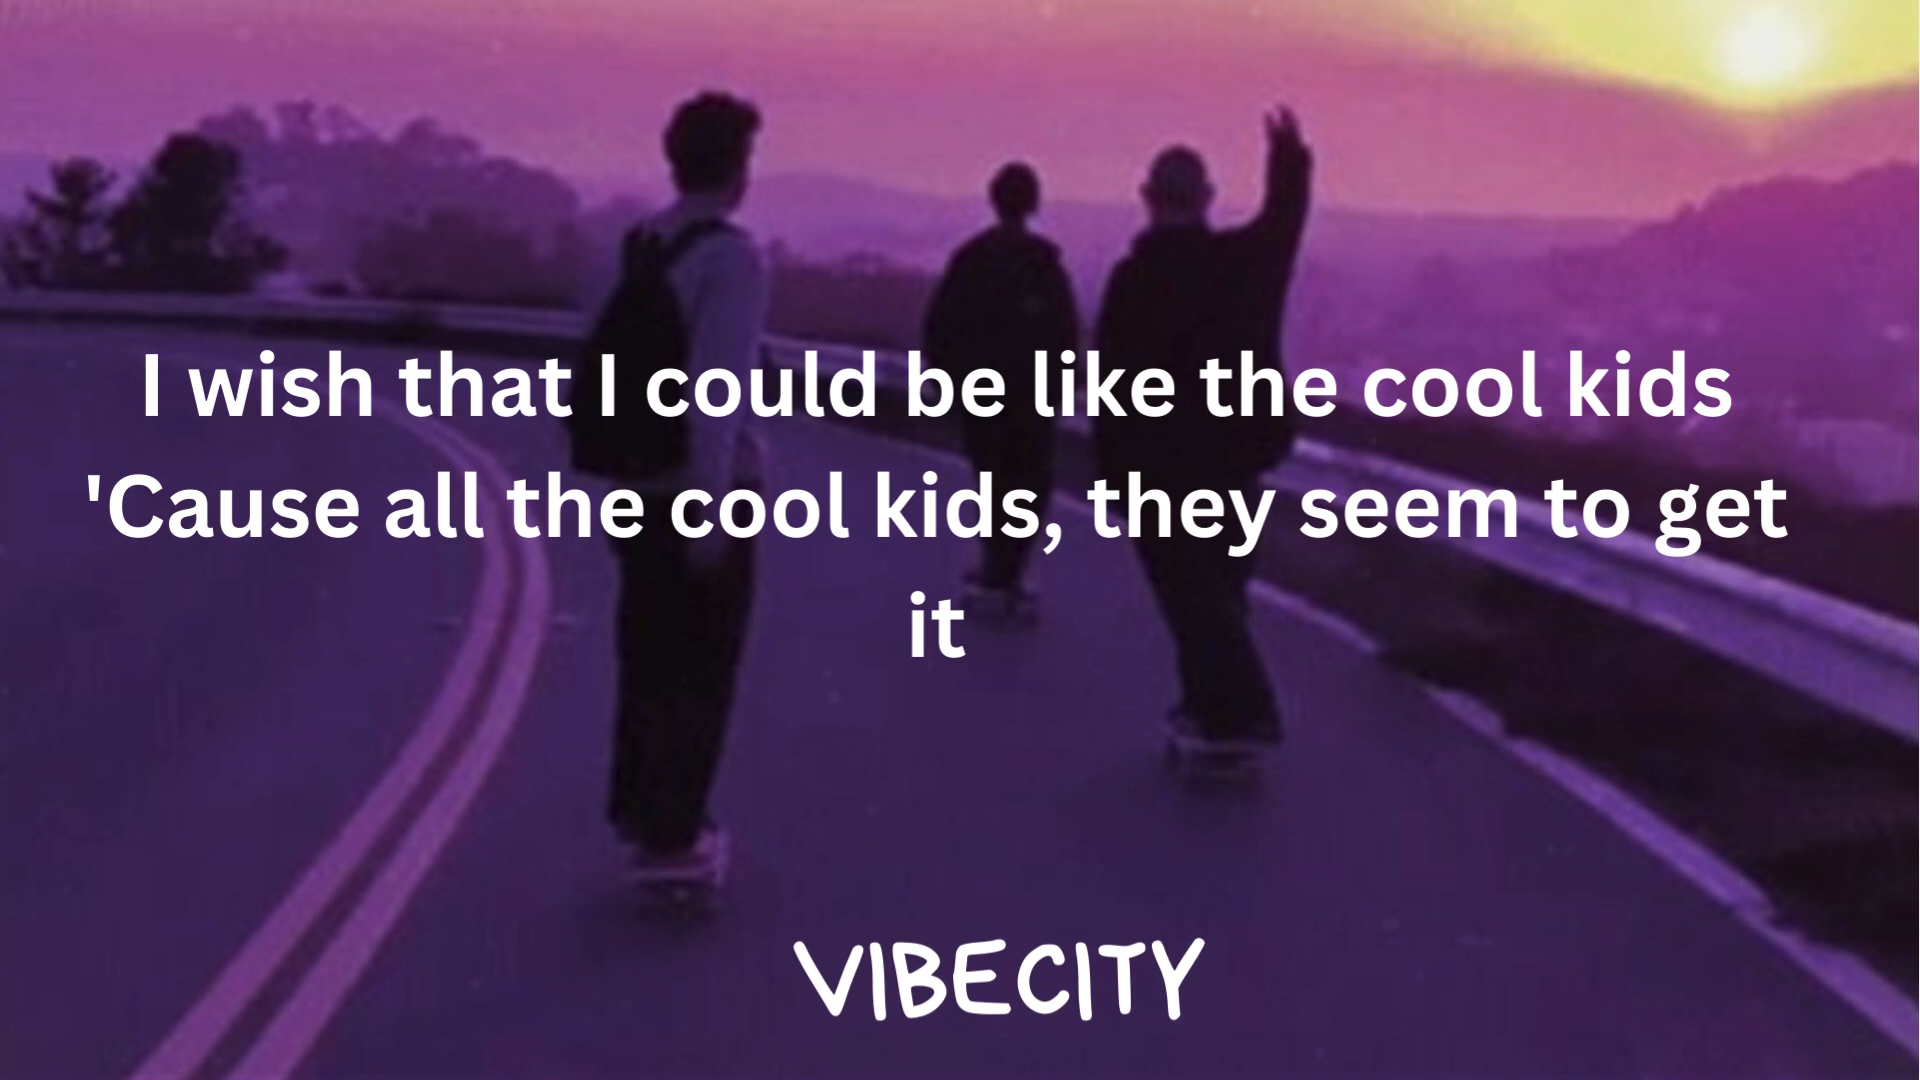 I wish that I could be like the cool kids
'Cause all the cool kids, they seem to get
it
VIBECITY